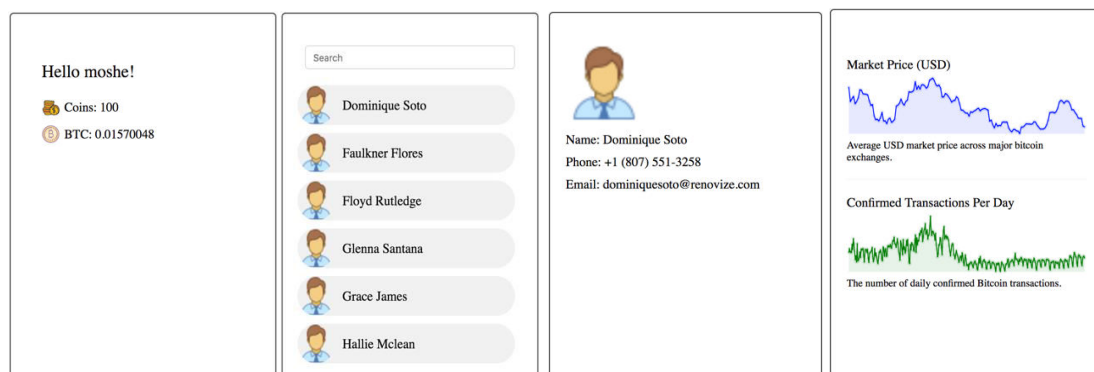 Hello moshe!
Coins: 100
BTC: 0.01570048
Search
Dominique Soto
Faulkner Flores
Floyd Rutledge
Glenna Santana
Grace James
Hallie Mclean
Name: Dominique Soto
Phone: +1 (807) 551-3258
Email: dominiquesoto@renovize.com
Market Price (USD)
Average USD market price across major bitcoin
exchanges.
Confirmed Transactions Per Day
The number of daily confirmed Bitcoin transactions.